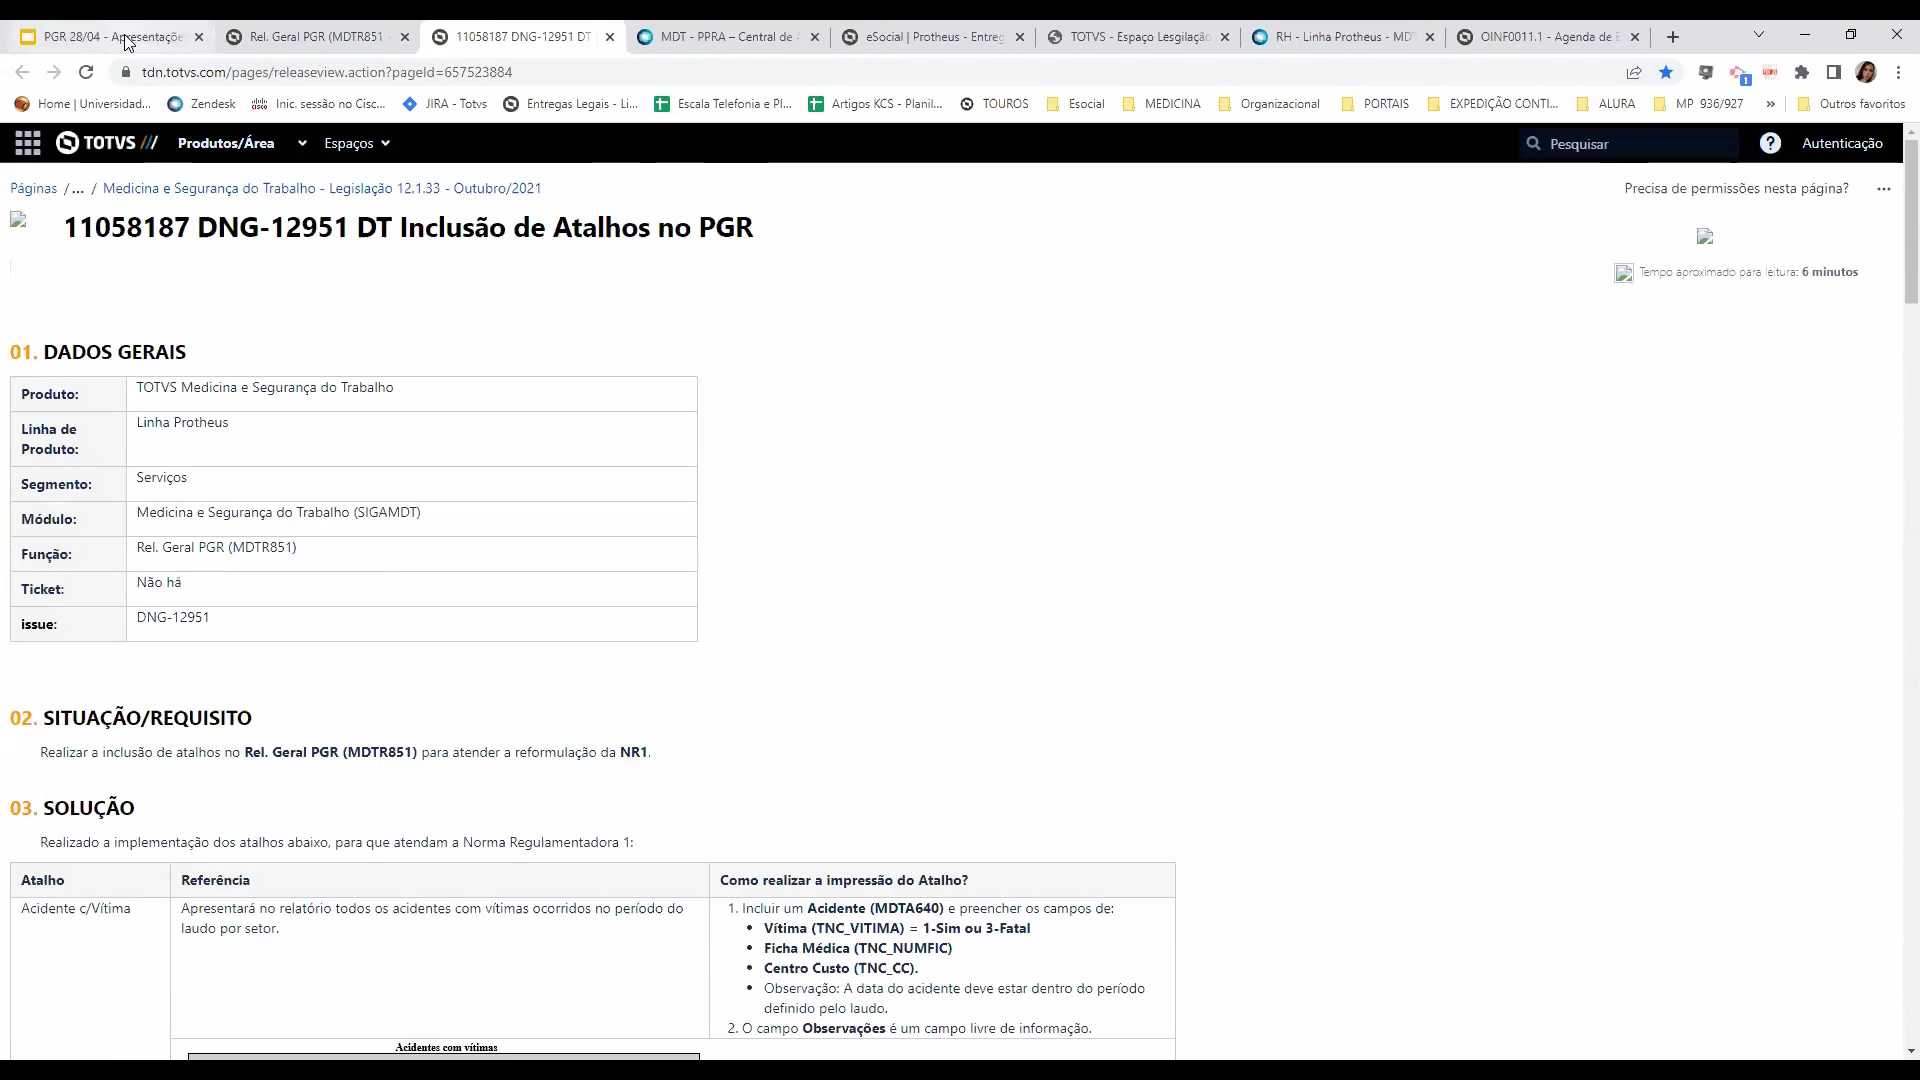 PGR 28/04 - Apresentaçõe
Rel. Geral PGR (MDTR851
11058187 DNG-12951 DT
MDT - PPRA – Central de
eSocial | Protheus - Entreg
TOTVS - Espaço Lesgilação
RH - Linha Protheus - MDT
OINF0011.1 - Agenda de E
tdn.totvs.com/pages/releaseview.action?pageId=657523884
Home | Universidad...
Zendesk
Inic. sessão no Cisc...
JIRA - Totvs
Entregas Legais - Li...
Escala Telefonia e Pl...
Artigos KCS - Planil...
TOUROS
Esocial
MEDICINA
Organizacional
PORTAIS
EXPEDIÇÃO CONTI...
ALURA
MP 936/927
»
Outros favoritos
TOTVS ///
Produtos/Área
Espaços
Pesquisar
Autenticação
Páginas /... / Medicina e Segurança do Trabalho - Legislação 12.1.33 - Outubro/2021
Precisa de permissões nesta página?
11058187 DNG-12951 DT Inclusão de Atalhos no PGR
Tempo aproximado para leitura: 6 minutos
01. DADOS GERAIS
Produto: TOTVS Medicina e Segurança do Trabalho
Linha de Produto: Linha Protheus
Segmento: Serviços
Módulo: Medicina e Segurança do Trabalho (SIGAMDT)
Função: Rel. Geral PGR (MDTR851)
Ticket: Não há
issue: DNG-12951
02. SITUAÇÃO/REQUISITO
Realizar a inclusão de atalhos no Rel. Geral PGR (MDTR851) para atender a reformulação da NR1.
03. SOLUÇÃO
Realizado a implementação dos atalhos abaixo, para que atendam a Norma Regulamentadora 1:
Atalho
Referência
Como realizar a impressão do Atalho?
Acidente c/Vítima
Apresentará no relatório todos os acidentes com vítimas ocorridos no período do
laudo por setor.
1. Incluir um Acidente (MDTA640) e preencher os campos de:
• Vítima (TNC_VITIMA) = 1-Sim ou 3-Fatal
• Ficha Médica (TNC_NUMFIC)
• Centro Custo (TNC_CC).
• Observação: A data do acidente deve estar dentro do período
definido pelo laudo.
2. O campo Observações é um campo livre de informação.
Acidentes com vítimas